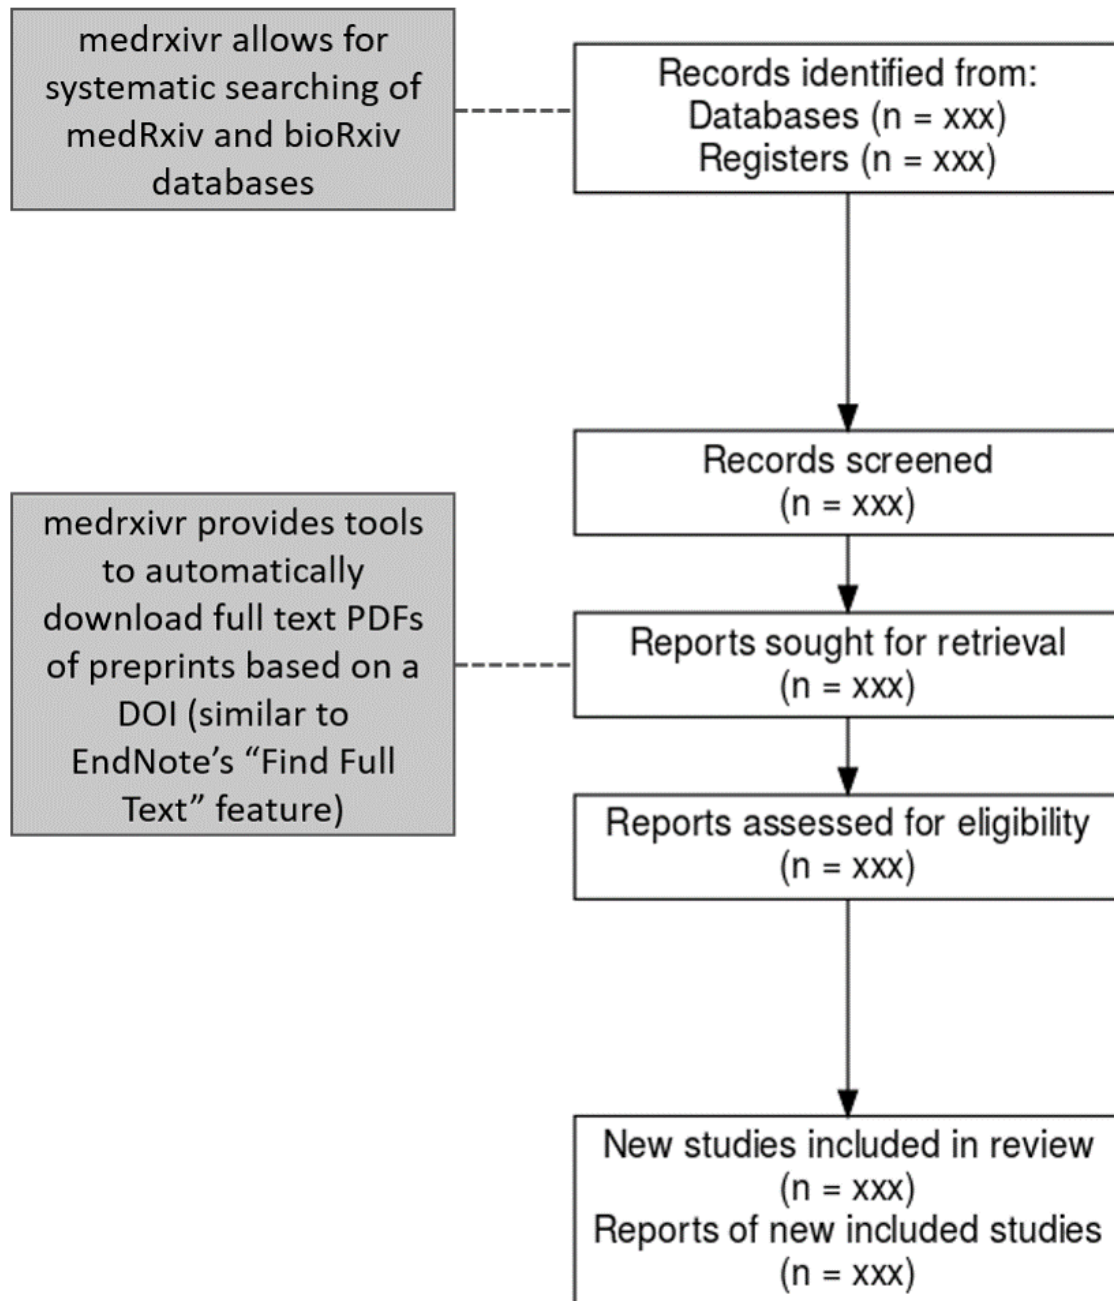 medrxivr allows for
systematic searching of
medRxiv and bioRxiv
databases
Records identified from:
Databases (n = xxx)
Registers (n = xxx)
Records screened
(n = xxx)
medrxivr provides tools
to automatically
download full text PDFs
of preprints based on a
DOI (similar to
EndNote’s “Find Full
Text” feature)
Reports sought for retrieval
(n = xxx)
Reports assessed for eligibility
(n = xxx)
New studies included in review
(n = xxx)
Reports of new included studies
(n = xxx)